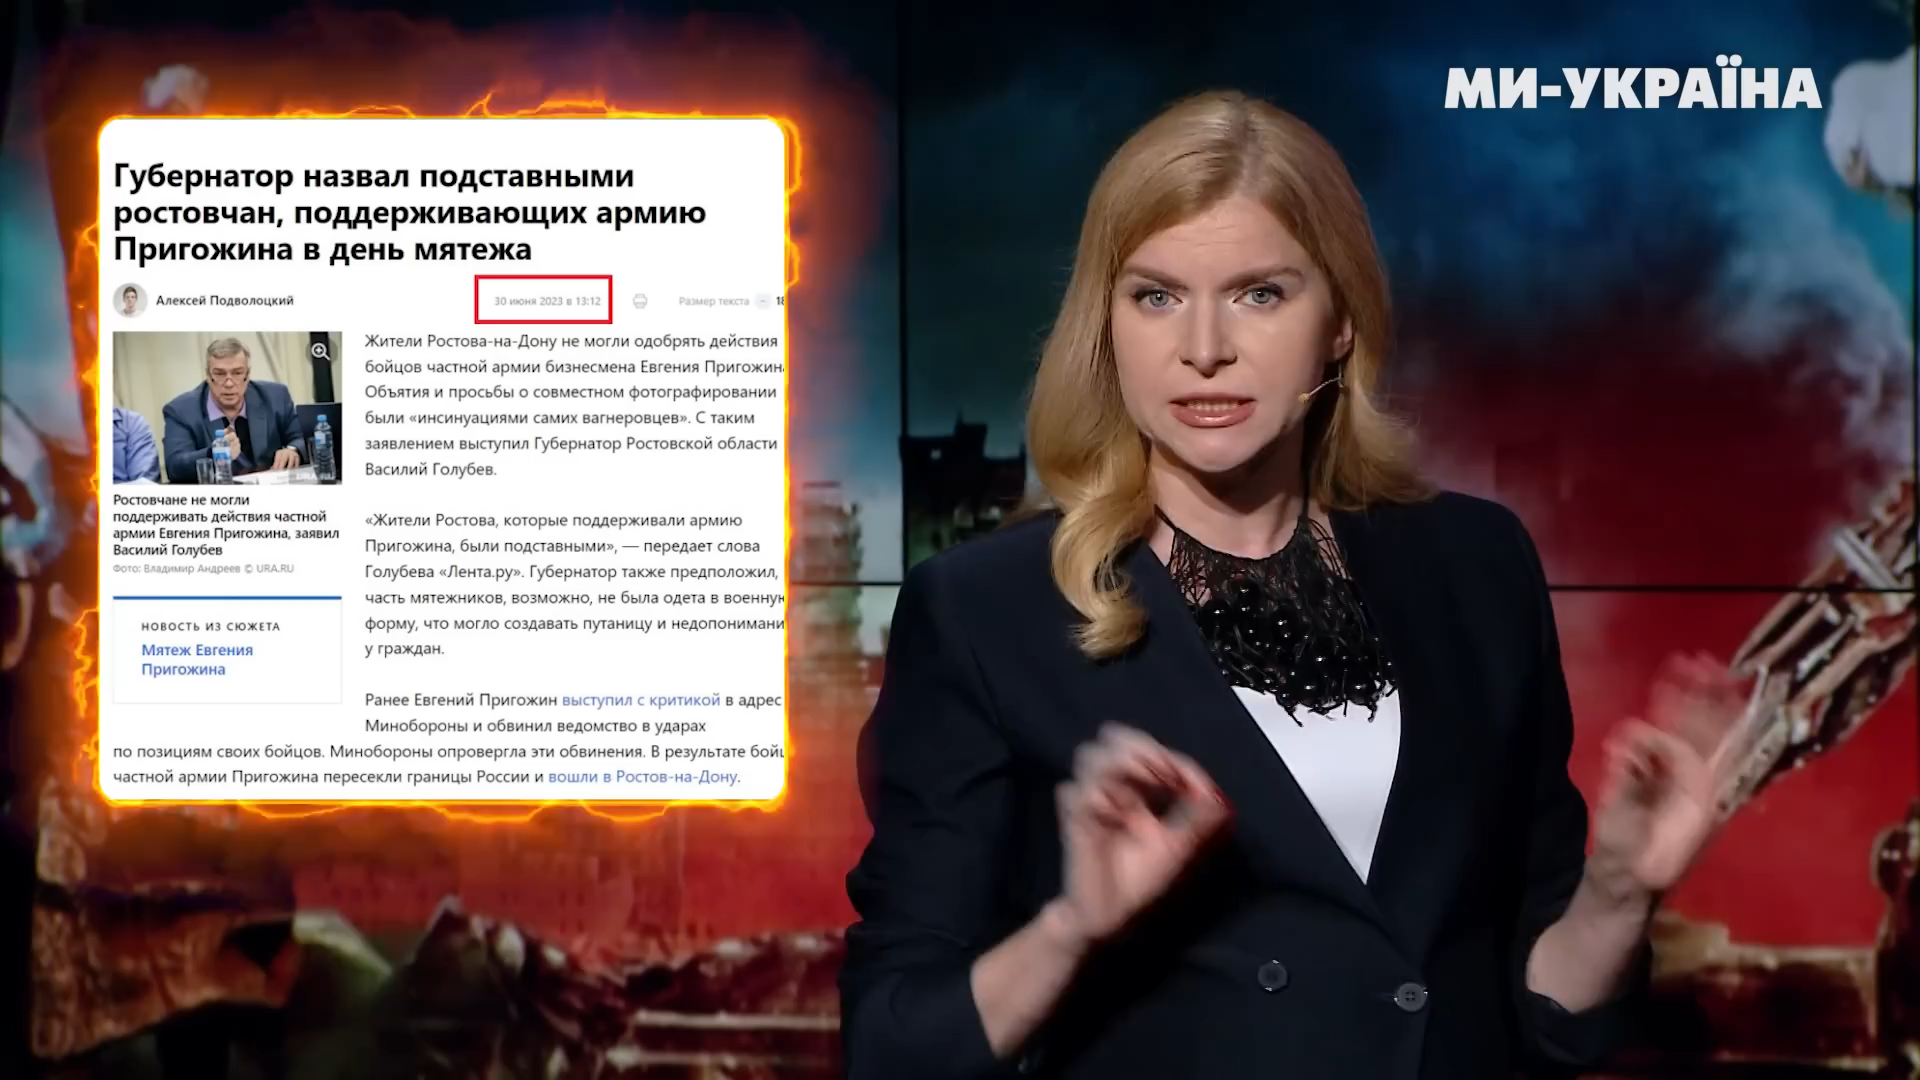 МИ-УКРАЇНА
Губернатор назвал подставными
ростовчан, поддерживающих армию
Пригожина в день мятежа
Алексей Подволоцкий
30 июня 2023 в 13:12
Размер текста – 18
Жители Ростова-на-Дону не могли одобрять действия
бойцов частной армии бизнесмена Евгения Пригожин
Объятия и просьбы о совместном фотографировании
были «инсинуациями самих вагнеровцев». С таким
заявлением выступил Губернатор Ростовской области
Василий Голубев.
URA.RU
Ростовчане не могли
поддерживать действия частной
армии Евгения Пригожина, заявил
Василий Голубев
Фото: Владимир Андреев © URA.RU
«Жители Ростова, которые поддерживали армию
Пригожина, были подставными», — передает слова
Голубева «Лента.ру». Губернатор также предположил,
часть мятежников, возможно, не была одета в военную
форму, что могло создавать путаницу и недопонимани
у граждан.
НОВОСТЬ ИЗ СЮЖЕТА
Мятеж Евгения
Пригожина
Ранее Евгений Пригожин выступил с критикой в адрес
Минобороны и обвинил ведомство в ударах
по позициям своих бойцов. Минобороны опровергла эти обвинения. В результате бойц
частной армии Пригожина пересекли границы России и вошли в Ростов-на-Дону.